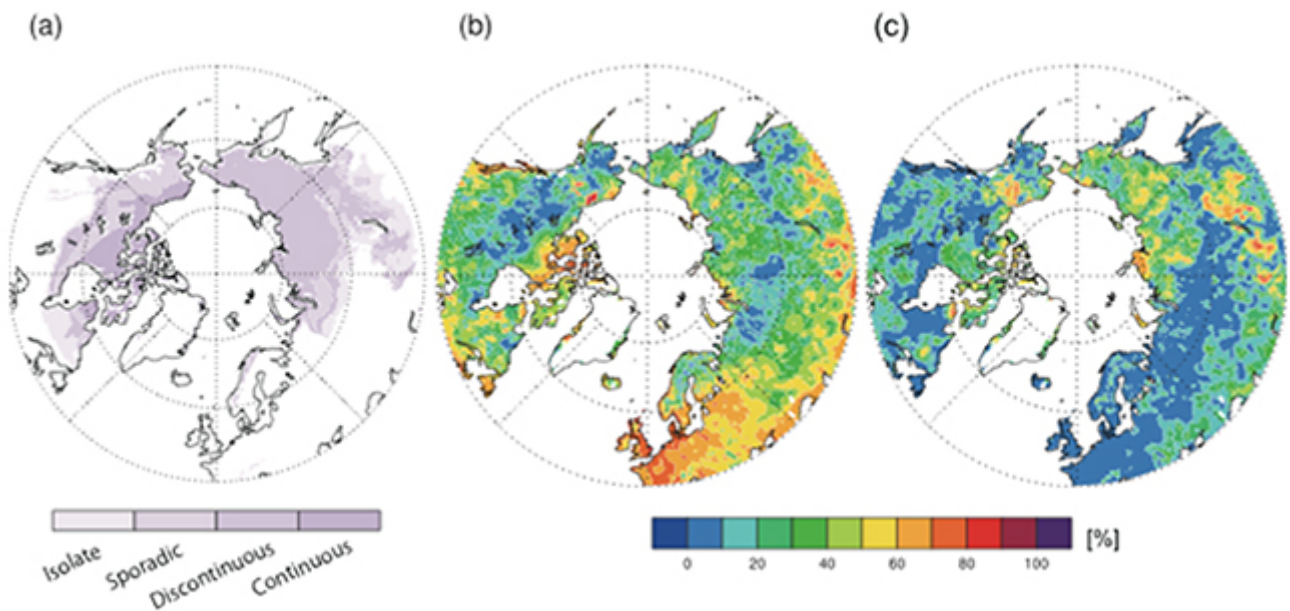 (a)
(b)
(c)
Isolate
Sporadic
Discontinuous
Continuous
0 20 40 60 80 100
[%]